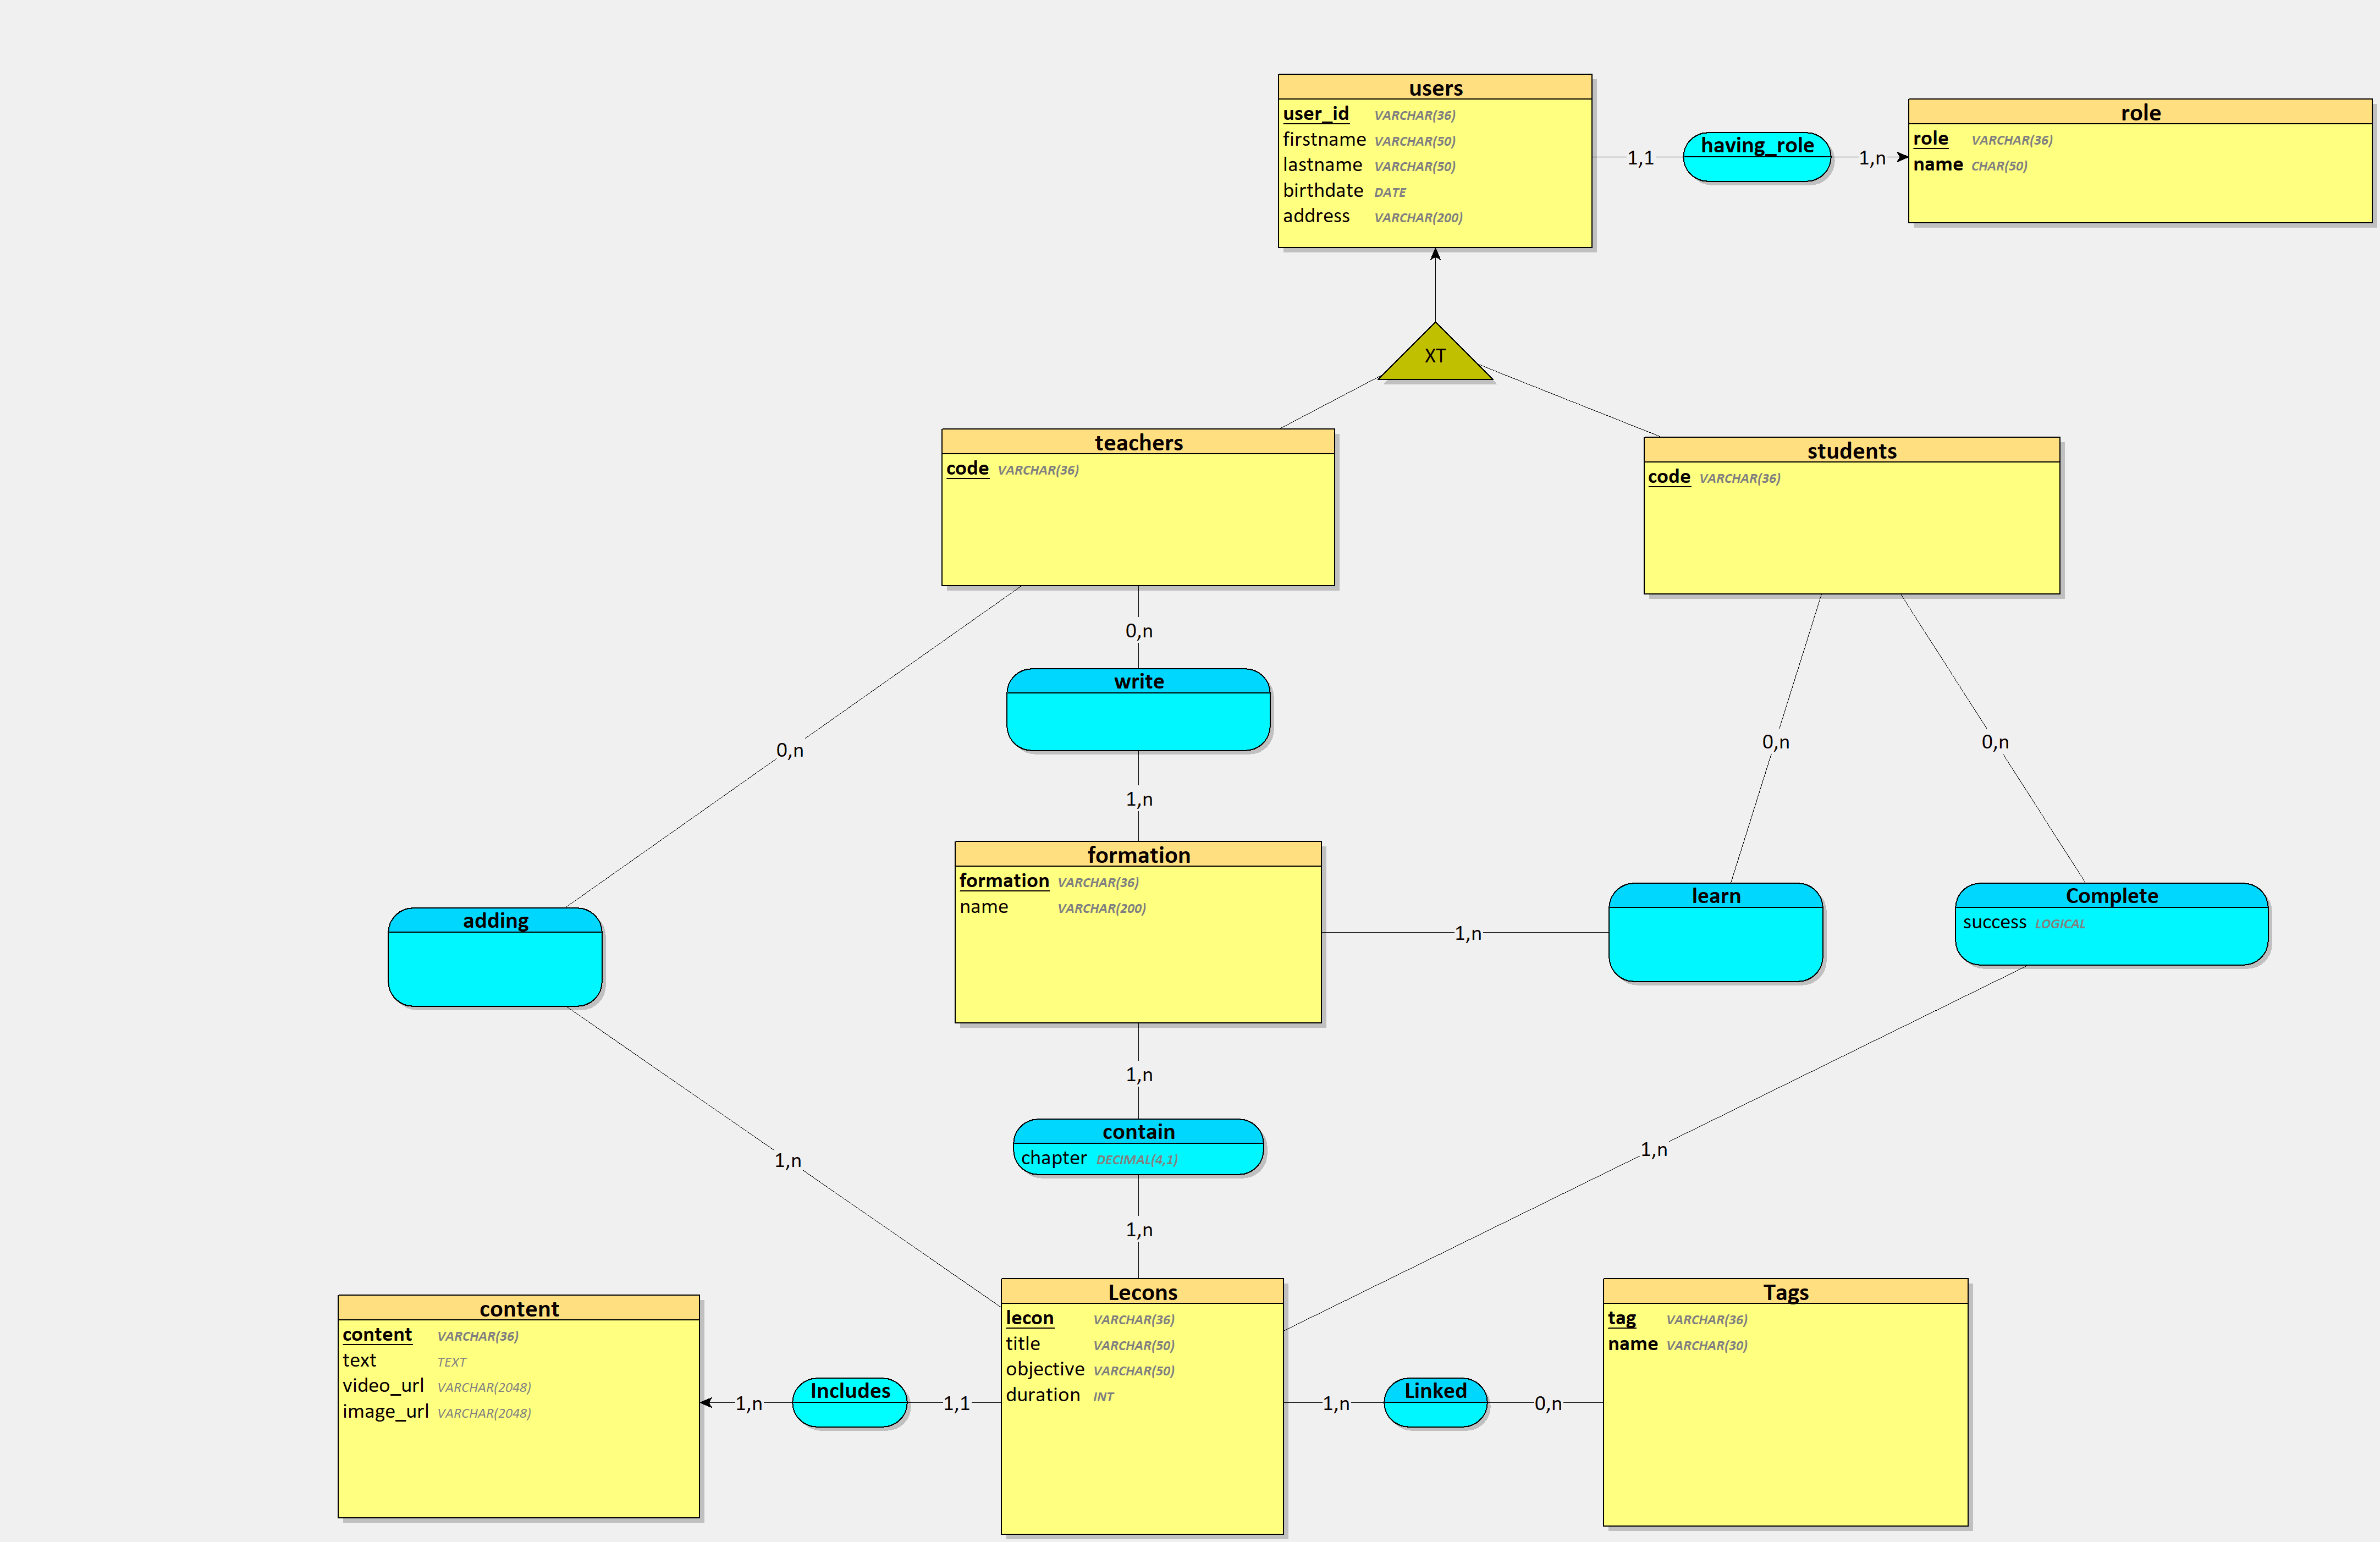 users
user_id VARCHAR(36)
firstname VARCHAR(50)
lastname VARCHAR(50)
birthdate DATE
address VARCHAR(200)
1,1
having_role
1,n
role
role VARCHAR(36)
name CHAR(50)
XT
teachers
code VARCHAR(36)
students
code VARCHAR(36)
0,n
write
1,n
0,n
0,n
0,n
formation
formation VARCHAR(36)
name VARCHAR(200)
adding
1,n
learn
Complete
success LOGICAL
1,n
contain
chapter DECIMAL(4,1)
1,n
1,n
1,n
content
content VARCHAR(36)
text TEXT
video_url VARCHAR(2048)
image_url VARCHAR(2048)
1,n
Includes
1,1
Lecons
lecon VARCHAR(36)
title VARCHAR(50)
objective VARCHAR(50)
duration INT
1,n
Linked
0,n
Tags
tag VARCHAR(36)
name VARCHAR(30)